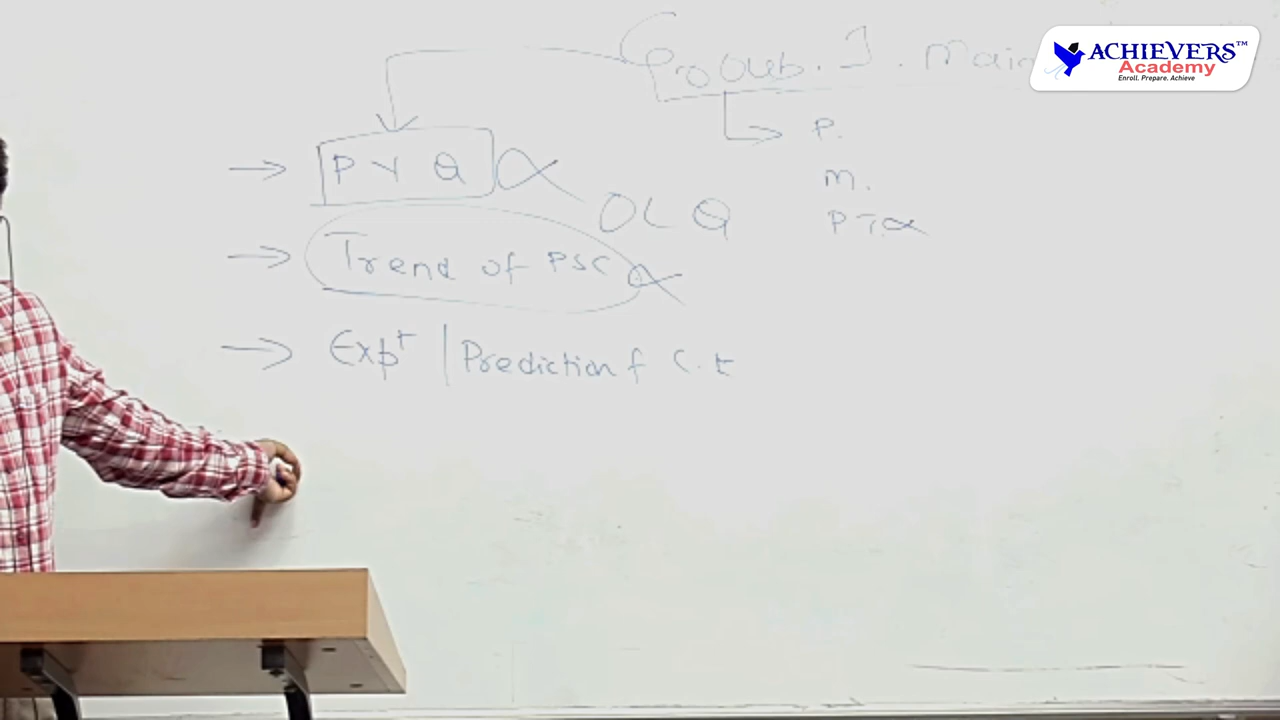 Group. I. Main
ACHIEVERS™
Academy
Enroll. Prepare. Achieve
→ P.
M.
P.T.
→ P Y Q
O L Q
→ Trend of PSC
→ Expt | Prediction f C. t